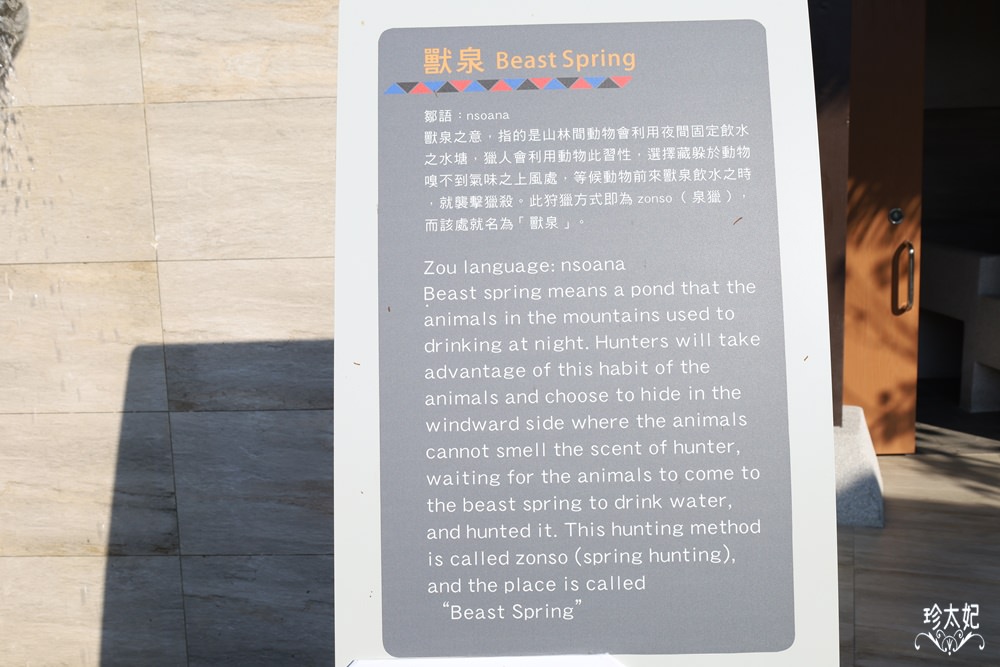 獸泉 Beast Spring
鄒語：nsoana
獸泉之意，指的是山林間動物會利用夜間固定飲水
之水塘，獵人會利用動物此習性，選擇藏躲於動物
嗅不到氣味之上風處，等候動物前來獸泉飲水之時
，就襲擊獵殺。此狩獵方式即為 zonso（泉獵），
而該處就名為「獸泉」。
Zou language: nsoana
Beast spring means a pond that the
animals in the mountains used to
drinking at night. Hunters will take
advantage of this habit of the
animals and choose to hide in the
windward side where the animals
cannot smell the scent of hunter,
waiting for the animals to come to
the beast spring to drink water,
and hunted it. This hunting method
is called zonso (spring hunting),
and the place is called
“Beast Spring”
珍太妃